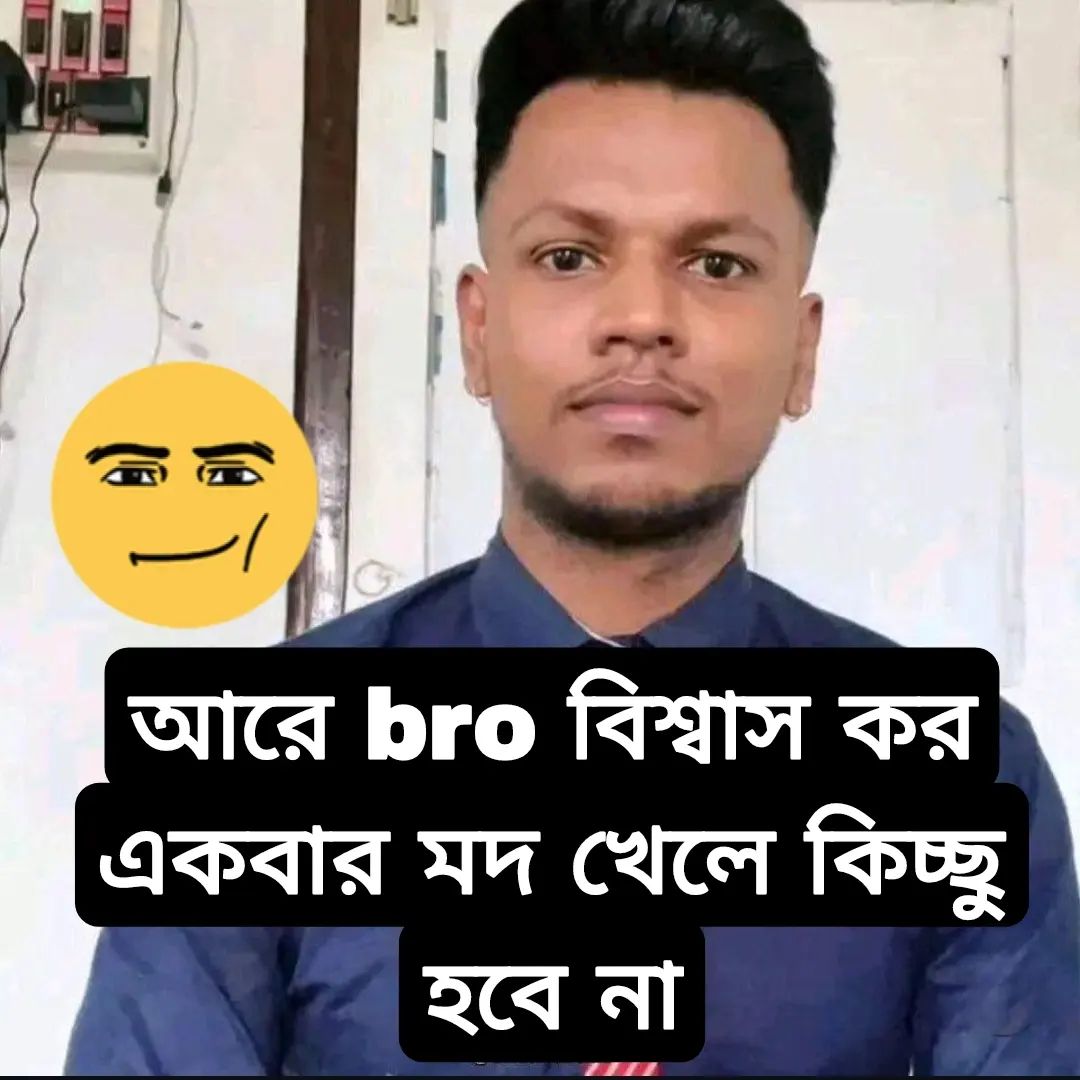 আরে bro বিশ্বাস কর
একবার মদ খেলে কিচ্ছু
হবে না